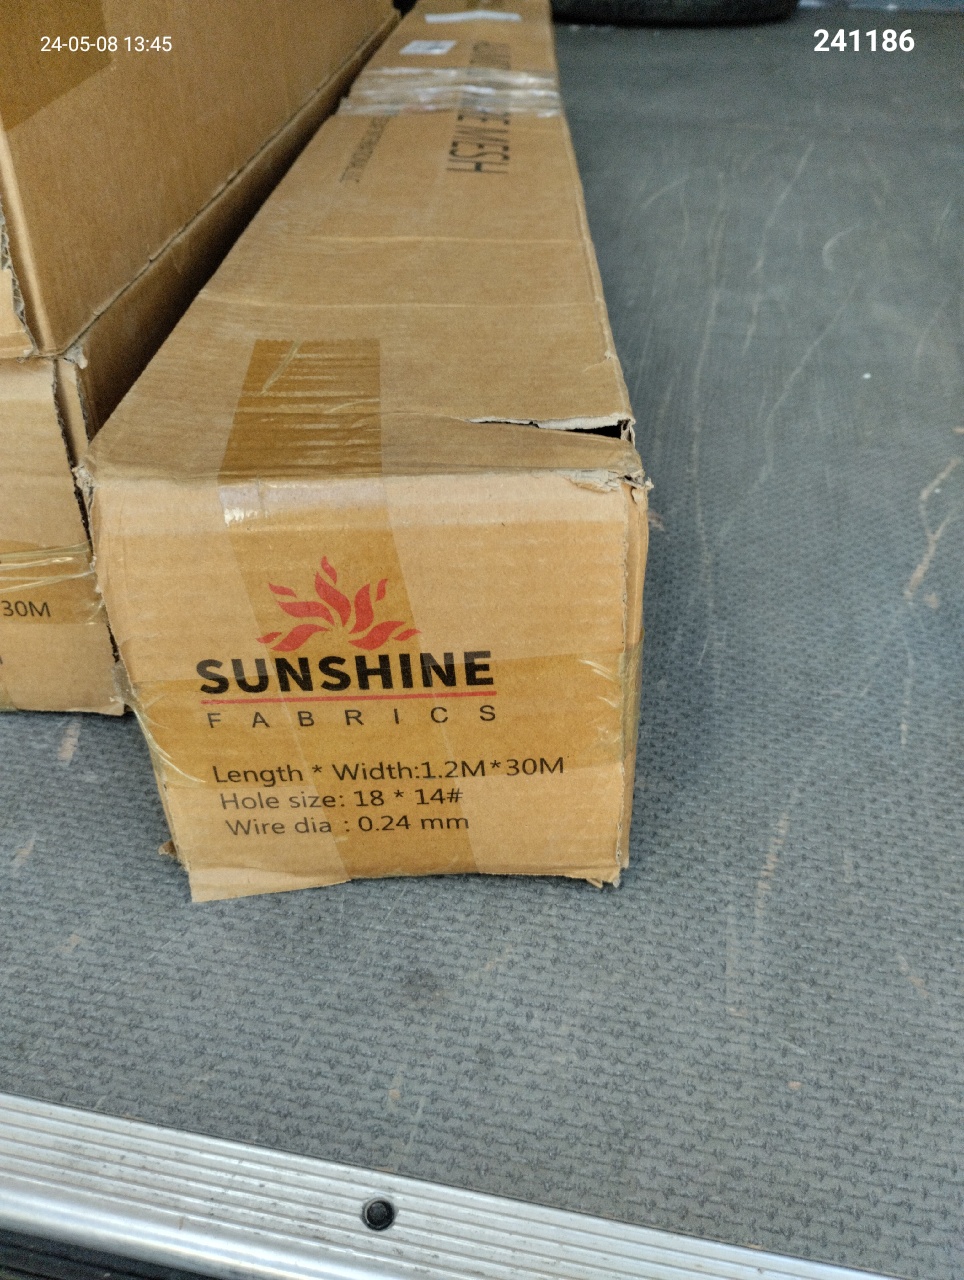 24-05-08 13:45
241186
MESH
30M
SUNSHINE
FABRICS
Length * Width:1.2M*30M
Hole size: 18 * 14#
Wire dia : 0.24 mm